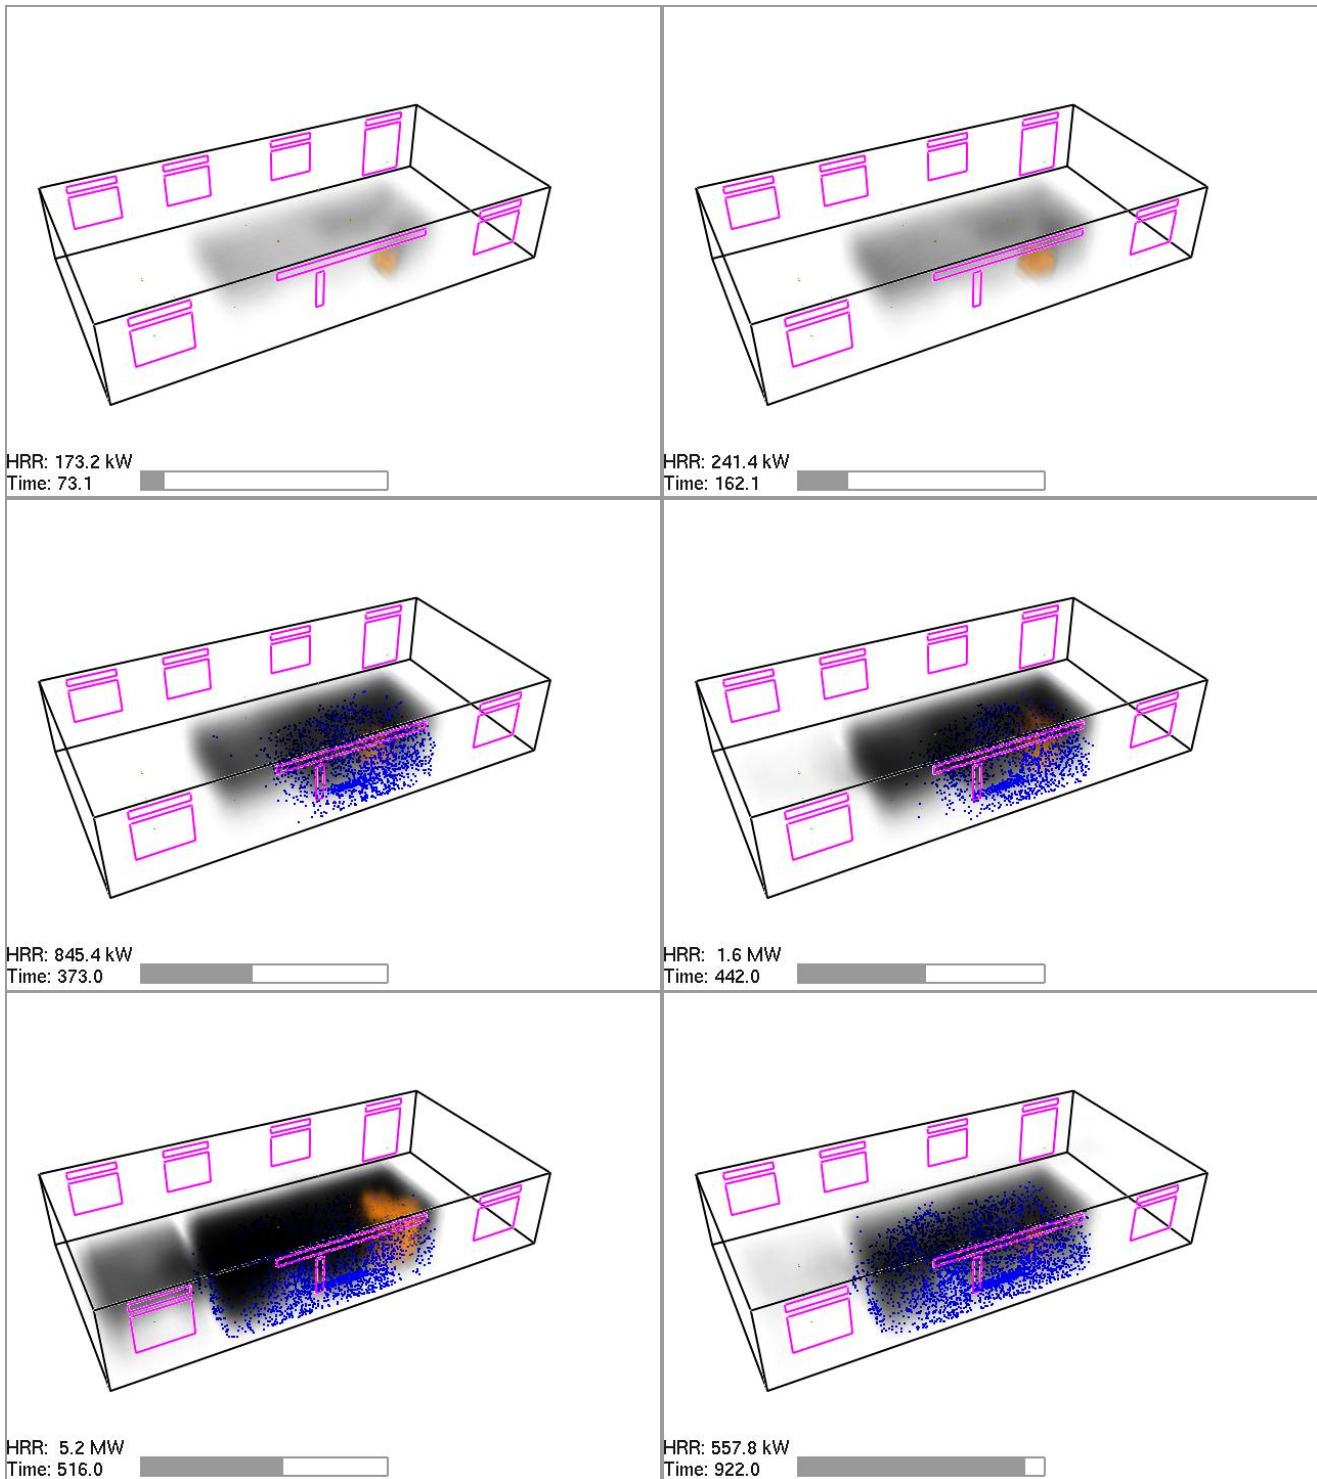 HRR: 173.2 kW
Time: 73.1
HRR: 241.4 kW
Time: 162.1
HRR: 845.4 kW
Time: 373.0
HRR: 1.6 MW
Time: 442.0
HRR: 5.2 MW
Time: 516.0
HRR: 557.8 kW
Time: 922.0